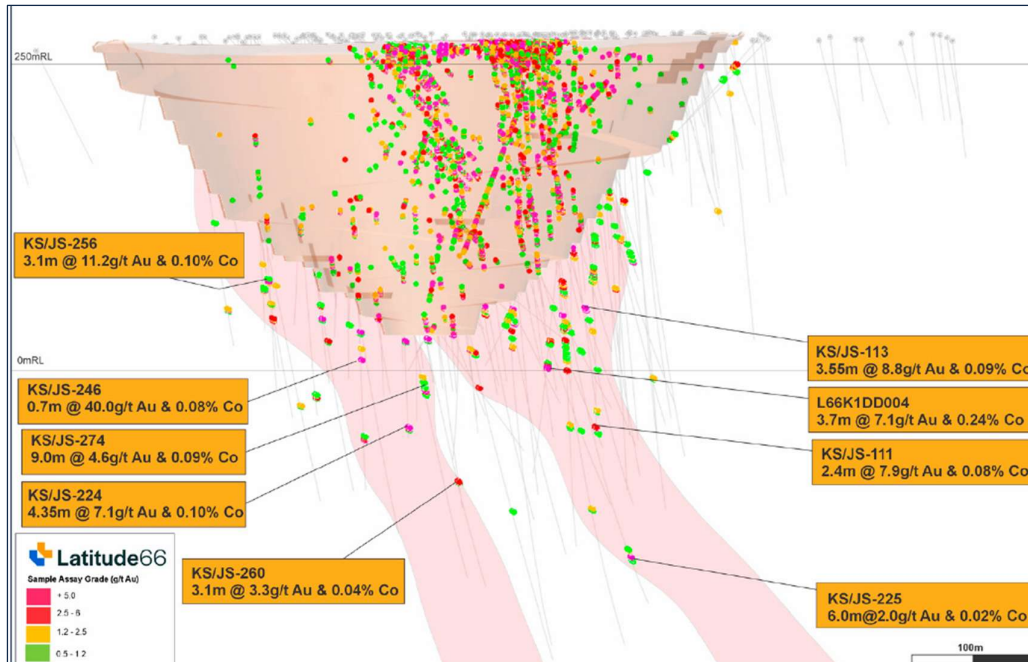 250mRL
KS/JS-256
3.1m @ 11.2g/t Au & 0.10% Co
0mRL
KS/JS-246
0.7m @ 40.0g/t Au & 0.08% Co
KS/JS-274
9.0m @ 4.6g/t Au & 0.09% Co
KS/JS-224
4.35m @ 7.1g/t Au & 0.10% Co
KS/JS-260
3.1m @ 3.3g/t Au & 0.04% Co
KS/JS-113
3.55m @ 8.8g/t Au & 0.09% Co
L66K1DD004
3.7m @ 7.1g/t Au & 0.24% Co
KS/JS-111
2.4m @ 7.9g/t Au & 0.08% Co
KS/JS-225
6.0m@2.0g/t Au & 0.02% Co
Latitude66
Sample Assay Grade (g/t Au)
+ 5.0
2.5 - 6
1.2 - 2.5
0.5 - 1.2
100m